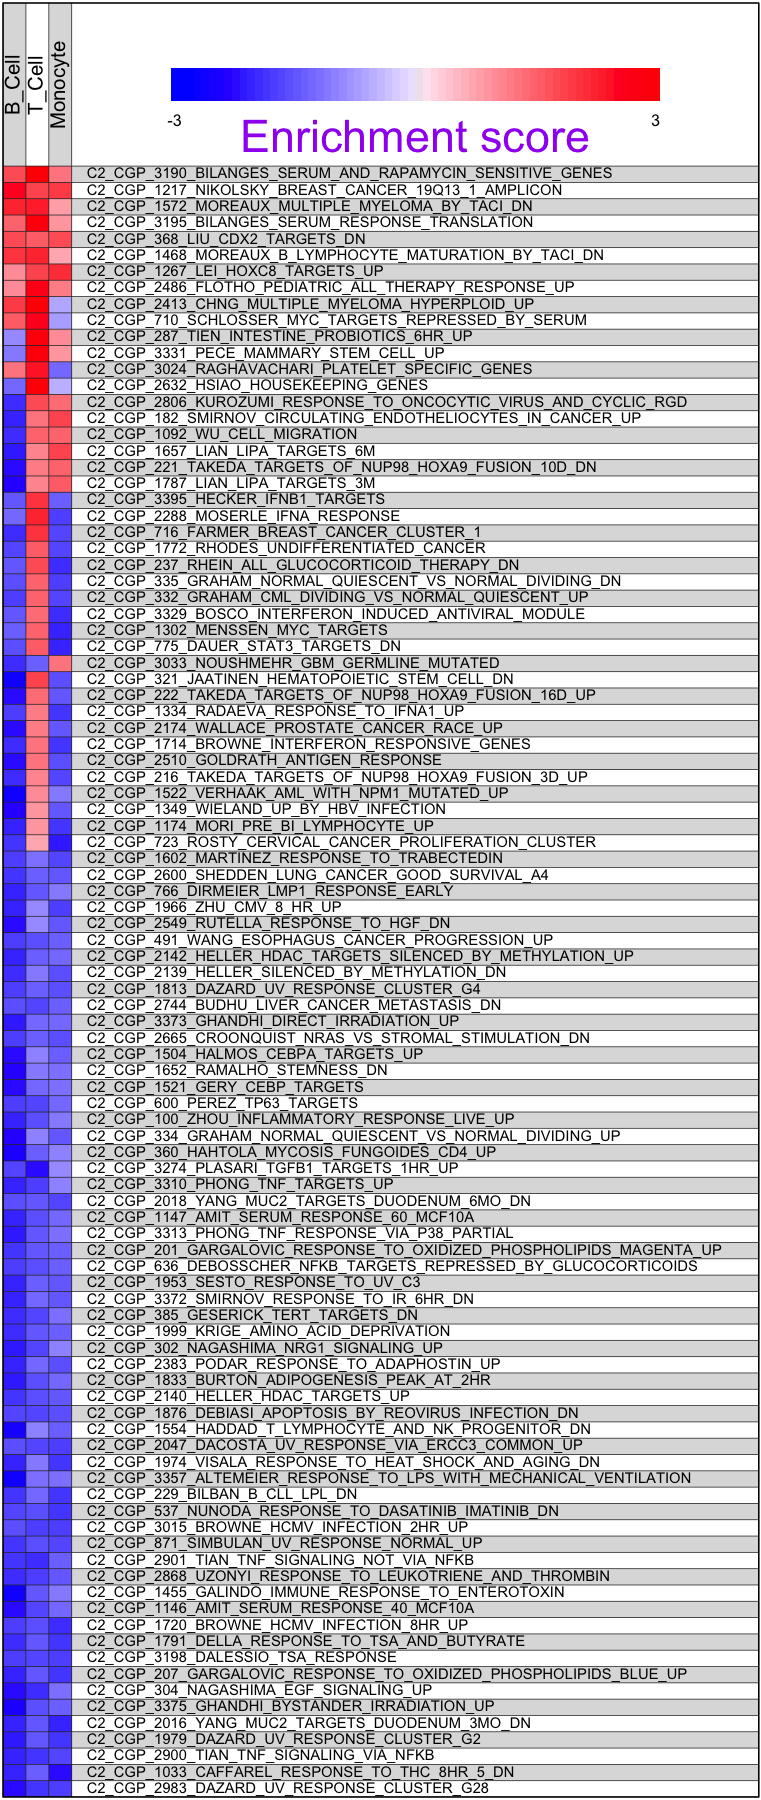 B_Cell
T_Cell
Monocyte
-3
3
Enrichment score
C2_CGP_3190_BILANGES_SERUM_AND_RAPAMYCIN_SENSITIVE_GENES
C2_CGP_1217_NIKOLSKY_BREAST_CANCER_19Q13_1_AMPLICON
C2_CGP_1572_MOREAUX_MULTIPLE_MYELOMA_BY_TACI_DN
C2_CGP_3195_BILANGES_SERUM_RESPONSE_TRANSLATION
C2_CGP_368_LIU_CDX2_TARGETS_DN
C2_CGP_1468_MOREAUX_B_LYMPHOCYTE_MATURATION_BY_TACI_DN
C2_CGP_1267_LEI_HOXC8_TARGETS_UP
C2_CGP_2486_FLOTHO_PEDIATRIC_ALL_THERAPY_RESPONSE_UP
C2_CGP_2413_CHNG_MULTIPLE_MYELOMA_HYPERPLOID_UP
C2_CGP_710_SCHLOSSER_MYC_TARGETS_REPRESSED_BY_SERUM
C2_CGP_287_TIEN_INTESTINE_PROBIOTICS_6HR_UP
C2_CGP_3331_PECE_MAMMARY_STEM_CELL_UP
C2_CGP_3024_RAGHAVACHARI_PLATELET_SPECIFIC_GENES
C2_CGP_2632_HSIAO_HOUSEKEEPING_GENES
C2_CGP_2806_KUROZUMI_RESPONSE_TO_ONCOCYTIC_VIRUS_AND_CYCLIC_RGD
C2_CGP_182_SMIRNOV_CIRCULATING_ENDOTHELIOCYTES_IN_CANCER_UP
C2_CGP_1092_WU_CELL_MIGRATION
C2_CGP_1657_LIAN_LIPA_TARGETS_6M
C2_CGP_221_TAKEDA_TARGETS_OF_NUP98_HOXA9_FUSION_10D_DN
C2_CGP_1787_LIAN_LIPA_TARGETS_3M
C2_CGP_3395_HECKER_IFNB1_TARGETS
C2_CGP_2288_MOSERLE_IFNA_RESPONSE
C2_CGP_716_FARMER_BREAST_CANCER_CLUSTER_1
C2_CGP_1772_RHODES_UNDIFFERENTIATED_CANCER
C2_CGP_237_RHEIN_ALL_GLUCOCORTICOID_THERAPY_DN
C2_CGP_335_GRAHAM_NORMAL_QUIESCENT_VS_NORMAL_DIVIDING_DN
C2_CGP_332_GRAHAM_CML_DIVIDING_VS_NORMAL_QUIESCENT_UP
C2_CGP_3329_BOSCO_INTERFERON_INDUCED_ANTIVIRAL_MODULE
C2_CGP_1302_MENSSEN_MYC_TARGETS
C2_CGP_775_DAUER_STAT3_TARGETS_DN
C2_CGP_3033_NOUSHMEHR_GBM_GERMLINE_MUTATED
C2_CGP_321_JAATINEN_HEMATOPOIETIC_STEM_CELL_DN
C2_CGP_222_TAKEDA_TARGETS_OF_NUP98_HOXA9_FUSION_16D_UP
C2_CGP_1334_RADAEVA_RESPONSE_TO_IFNA1_UP
C2_CGP_2174_WALLACE_PROSTATE_CANCER_RACE_UP
C2_CGP_1714_BROWNE_INTERFERON_RESPONSIVE_GENES
C2_CGP_2510_GOLDRATH_ANTIGEN_RESPONSE
C2_CGP_216_TAKEDA_TARGETS_OF_NUP98_HOXA9_FUSION_3D_UP
C2_CGP_1522_VERHAAK_AML_WITH_NPM1_MUTATED_UP
C2_CGP_1349_WIELAND_UP_BY_HBV_INFECTION
C2_CGP_1174_MORI_PRE_BI_LYMPHOCYTE_UP
C2_CGP_723_ROSTY_CERVICAL_CANCER_PROLIFERATION_CLUSTER
C2_CGP_1602_MARTINEZ_RESPONSE_TO_TRABECTEDIN
C2_CGP_2600_SHEDDEN_LUNG_CANCER_GOOD_SURVIVAL_A4
C2_CGP_766_DIRMEIER_LMP1_RESPONSE_EARLY
C2_CGP_1966_ZHU_CMV_8_HR_UP
C2_CGP_2549_RUTELLA_RESPONSE_TO_HGF_DN
C2_CGP_491_WANG_ESOPHAGUS_CANCER_PROGRESSION_UP
C2_CGP_2142_HELLER_HDAC_TARGETS_SILENCED_BY_METHYLATION_UP
C2_CGP_2139_HELLER_SILENCED_BY_METHYLATION_DN
C2_CGP_1813_DAZARD_UV_RESPONSE_CLUSTER_G4
C2_CGP_2744_BUDHU_LIVER_CANCER_METASTASIS_DN
C2_CGP_3373_GHANDHI_DIRECT_IRRADIATION_UP
C2_CGP_2665_CROONQUIST_NRAS_VS_STROMAL_STIMULATION_DN
C2_CGP_1504_HALMOS_CEBPA_TARGETS_UP
C2_CGP_1652_RAMALHO_STEMNESS_DN
C2_CGP_1521_GERY_CEBP_TARGETS
C2_CGP_600_PEREZ_TP63_TARGETS
C2_CGP_100_ZHOU_INFLAMMATORY_RESPONSE_LIVE_UP
C2_CGP_334_GRAHAM_NORMAL_QUIESCENT_VS_NORMAL_DIVIDING_UP
C2_CGP_360_HAHTOLA_MYCOSIS_FUNGOIDES_CD4_UP
C2_CGP_3274_PLASARI_TGFB1_TARGETS_1HR_UP
C2_CGP_3310_PHONG_TNF_TARGETS_UP
C2_CGP_2018_YANG_MUC2_TARGETS_DUODENUM_6MO_DN
C2_CGP_1147_AMIT_SERUM_RESPONSE_60_MCF10A
C2_CGP_3313_PHONG_TNF_RESPONSE_VIA_P38_PARTIAL
C2_CGP_201_GARGALOVIC_RESPONSE_TO_OXIDIZED_PHOSPHOLIPIDS_MAGENTA_UP
C2_CGP_636_DEBOSSCHER_NFKB_TARGETS_REPRESSED_BY_GLUCOCORTICOIDS
C2_CGP_1953_SESTO_RESPONSE_TO_UV_C3
C2_CGP_3372_SMIRNOV_RESPONSE_TO_IR_6HR_DN
C2_CGP_385_GESERICK_TERT_TARGETS_DN
C2_CGP_1999_KRIGE_AMINO_ACID_DEPRIVATION
C2_CGP_302_NAGASHIMA_NRG1_SIGNALING_UP
C2_CGP_2383_PODAR_RESPONSE_TO_ADAPHOSTIN_UP
C2_CGP_1833_BURTON_ADIPOGENESIS_PEAK_AT_2HR
C2_CGP_2140_HELLER_HDAC_TARGETS_UP
C2_CGP_1876_DEBIASI_APOPTOSIS_BY_REOVIRUS_INFECTION_DN
C2_CGP_1554_HADDAD_T_LYMPHOCYTE_AND_NK_PROGENITOR_DN
C2_CGP_2047_DACOSTA_UV_RESPONSE_VIA_ERCC3_COMMON_UP
C2_CGP_1974_VISALA_RESPONSE_TO_HEAT_SHOCK_AND_AGING_DN
C2_CGP_3357_ALTEMEIER_RESPONSE_TO_LPS_WITH_MECHANICAL_VENTILATION
C2_CGP_229_BILBAN_B_CLL_LPL_DN
C2_CGP_537_NUNODA_RESPONSE_TO_DASATINIB_IMATINIB_DN
C2_CGP_3015_BROWNE_HCMV_INFECTION_2HR_UP
C2_CGP_871_SIMBULAN_UV_RESPONSE_NORMAL_UP
C2_CGP_2901_TIAN_TNF_SIGNALING_NOT_VIA_NFKB
C2_CGP_2868_UZONYI_RESPONSE_TO_LEUKOTRIENE_AND_THROMBIN
C2_CGP_1455_GALINDO_IMMUNE_RESPONSE_TO_ENTEROTOXIN
C2_CGP_1146_AMIT_SERUM_RESPONSE_40_MCF10A
C2_CGP_1720_BROWNE_HCMV_INFECTION_8HR_UP
C2_CGP_1791_DELLA_RESPONSE_TO_TSA_AND_BUTYRATE
C2_CGP_3198_DALESSIO_TSA_RESPONSE
C2_CGP_207_GARGALOVIC_RESPONSE_TO_OXIDIZED_PHOSPHOLIPIDS_BLUE_UP
C2_CGP_304_NAGASHIMA_EGF_SIGNALING_UP
C2_CGP_3375_GHANDHI_BYSTANDER_IRRADIATION_UP
C2_CGP_2016_YANG_MUC2_TARGETS_DUODENUM_3MO_DN
C2_CGP_1979_DAZARD_UV_RESPONSE_CLUSTER_G2
C2_CGP_2900_TIAN_TNF_SIGNALING_VIA_NFKB
C2_CGP_1033_CAFFAREL_RESPONSE_TO_THC_8HR_5_DN
C2_CGP_2983_DAZARD_UV_RESPONSE_CLUSTER_G28